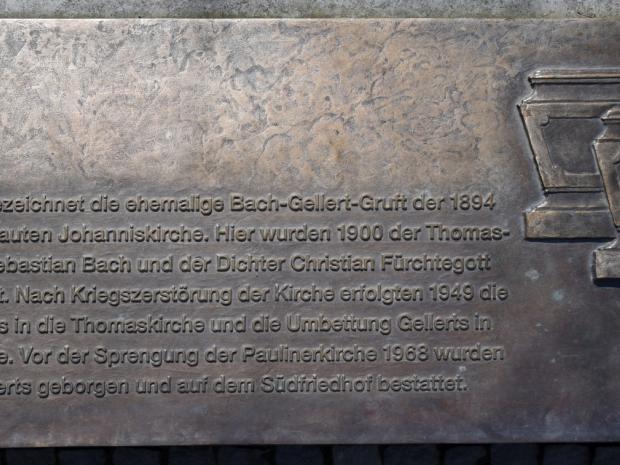 ezeichnet die ehemalige Bach-Gellert-Gruft der 1894
auten Johanniskirche. Hier wurden 1900 der Thomas-
ebastian Bach und der Dichter Christian Fürchtegott
t. Nach Kriegszerstörung der Kirche erfolgten 1949 die
s in die Thomaskirche und die Umbettung Gellerts in
e. Vor der Sprengung der Paulinerkirche 1968 wurden
erts geborgen und auf dem Südfriedhof bestattet.